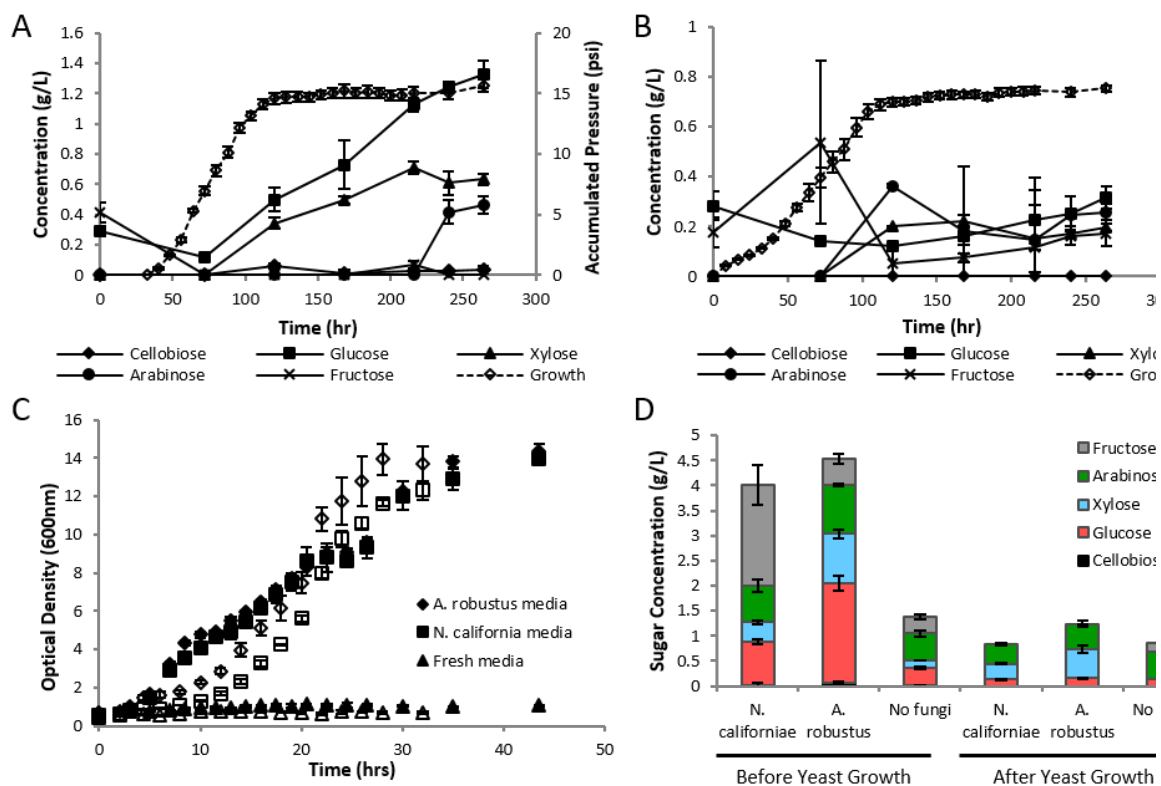 A
Concentration (g/L)
1.6
1.4
1.2
1
0.8
0.6
0.4
0.2
0
20
15
10
5
0
Accumulated Pressure (psi)
0 50 100 150 200 250 300
Time (hr)
Cellobiose Glucose Xylose
Arabinose Fructose Growth
B
Concentration (g/L)
1
0.8
0.6
0.4
0.2
0
0 50 100 150 200 250 300
Time (hr)
Cellobiose Glucose Xyl
Arabinose Fructose Gro
C
Optical Density (600nm)
16
14
12
10
8
6
4
2
0
0 10 20 30 40 50
Time (hrs)
A. robustus media
N. california media
Fresh media
D
Sugar Concentration (g/L)
5
4.5
4
3.5
3
2.5
2
1.5
1
0.5
0
Fructose
Arabinos
Xylose
Glucose
Cellobios
N. californiae
A. robustus
No fungi
N. californiae
A. robustus
No
Before Yeast Growth
After Yeast Growth